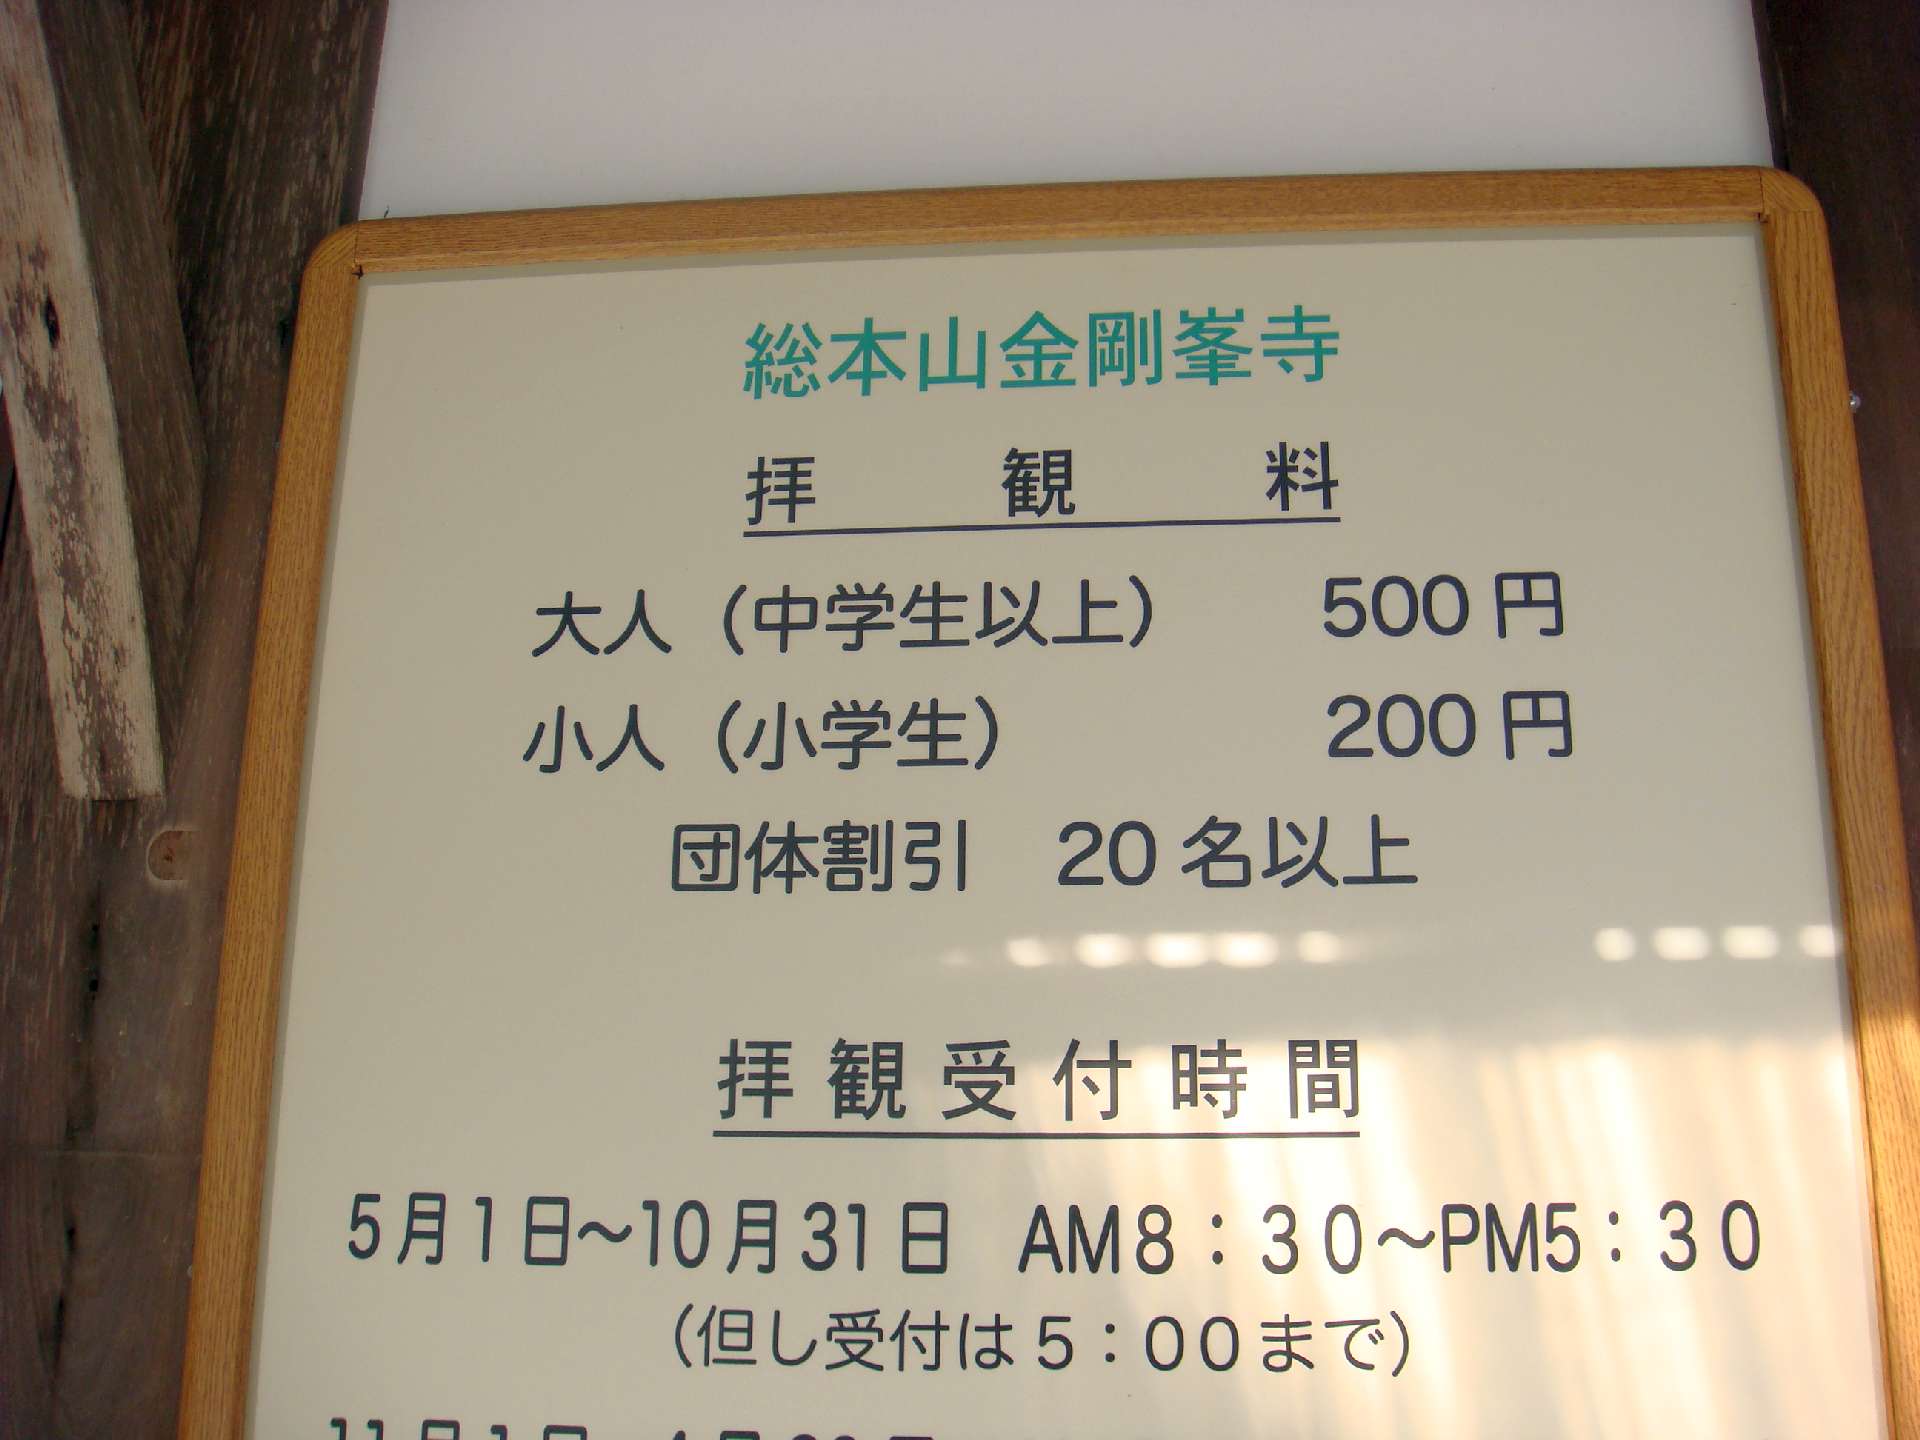 総本山金剛峯寺
拝観料
大人（中学生以上） 500円
小人（小学生） 200円
団体割引 20名以上
拝観受付時間
5月1日～10月31日 AM8：30～PM5：30
（但し受付は5：00まで）